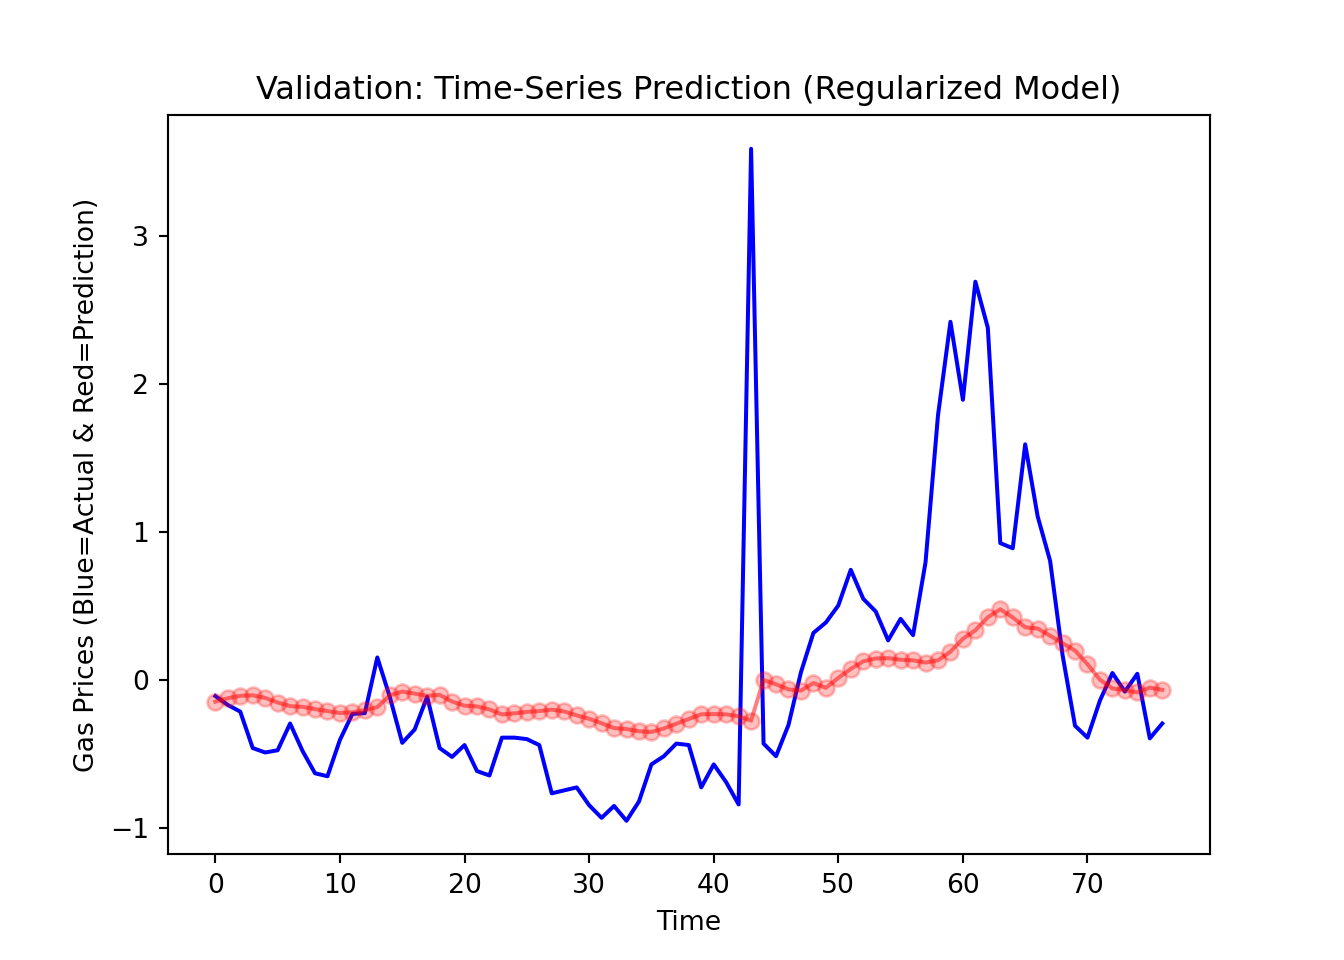 Validation: Time-Series Prediction (Regularized Model)
Gas Prices (Blue=Actual & Red=Prediction)
3
2
1
0
−1
0 10 20 30 40 50 60 70
Time